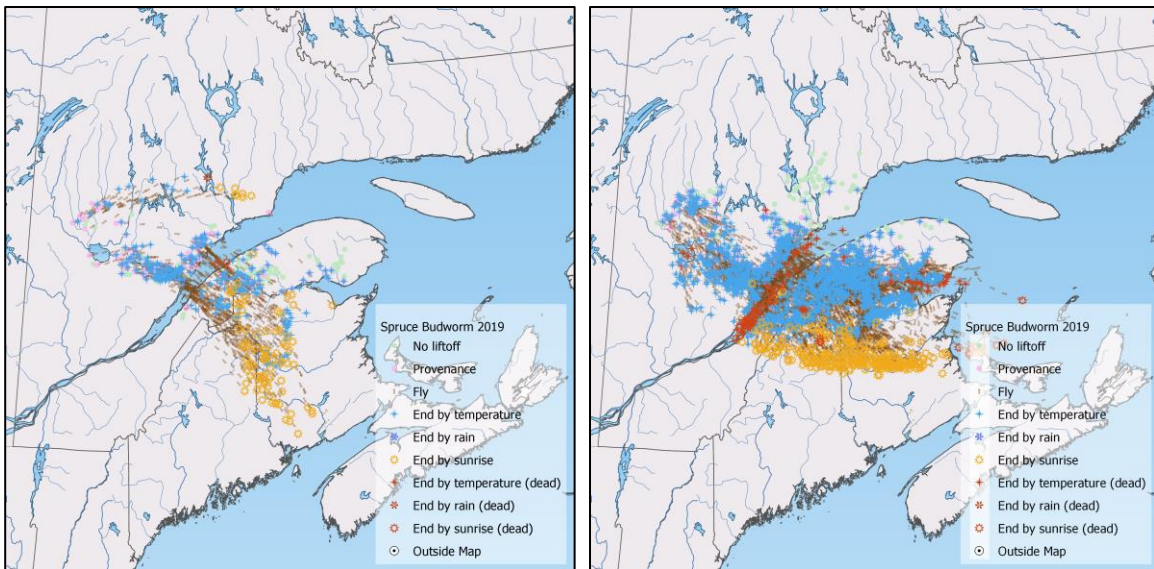 Spruce Budworm 2019
No liftoff
Provenance
Fly
End by temperature
End by rain
End by sunrise
End by temperature (dead)
End by rain (dead)
End by sunrise (dead)
Outside Map
Spruce Budworm 2019
No liftoff
Provenance
Fly
End by temperature
End by rain
End by sunrise
End by temperature (dead)
End by rain (dead)
End by sunrise (dead)
Outside Map